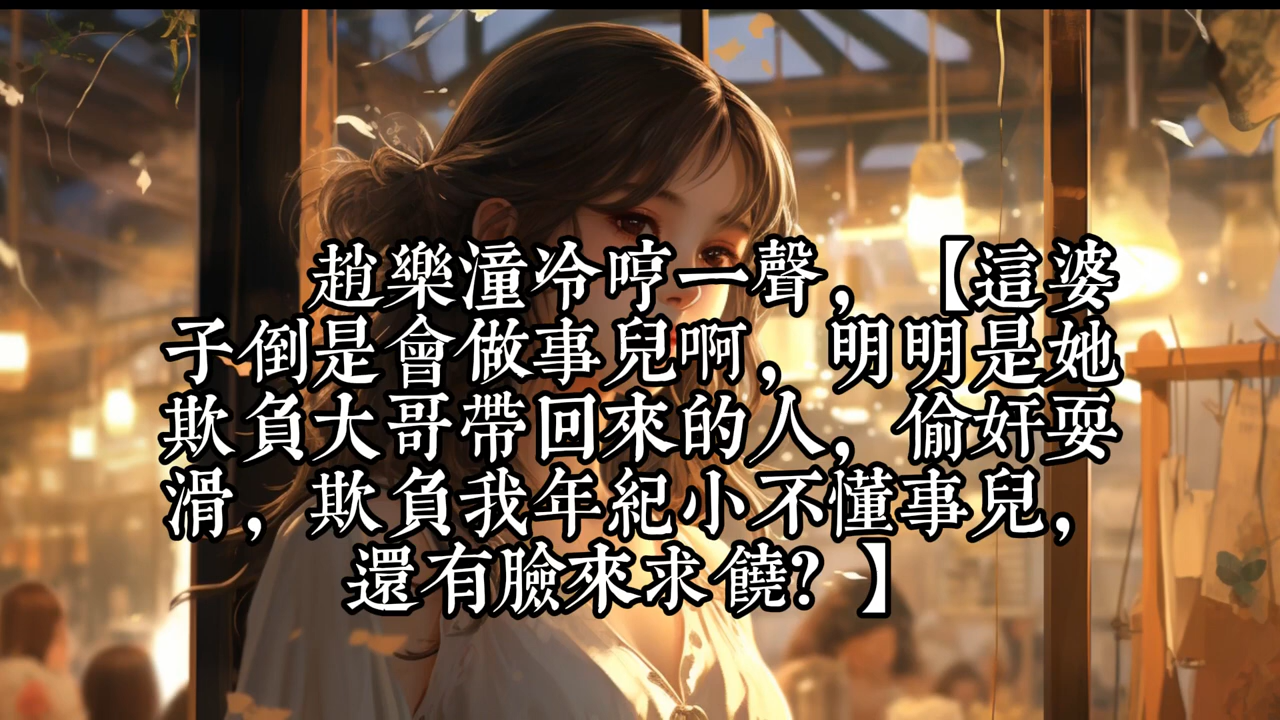 趙樂潼冷哼一聲，【這婆
子倒是會做事兒啊，明明是她
欺負大哥帶回來的人，偷奸耍
滑，欺負我年紀小不懂事兒，
還有臉來求饒？】